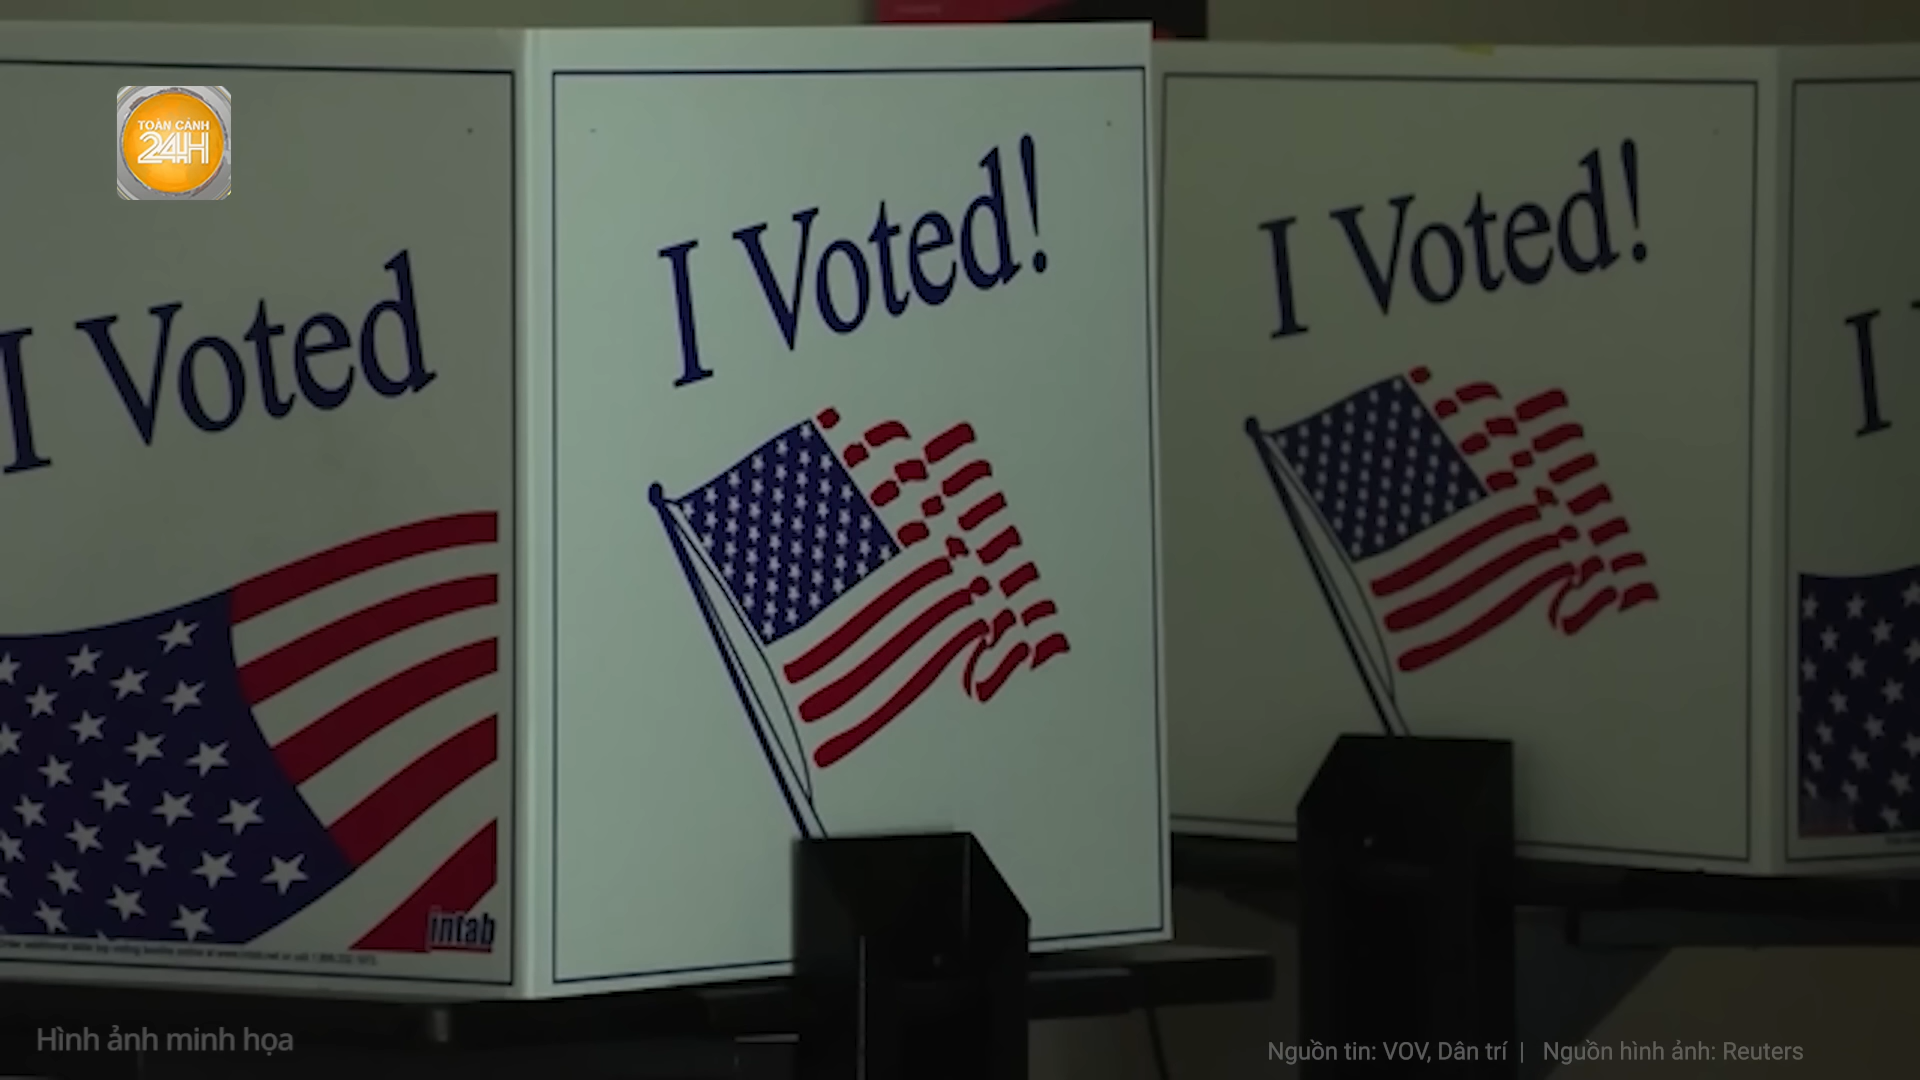 TOÀN CẢNH
24H
I Voted
I Voted!
I Voted!
I
intab
Hình ảnh minh họa
Nguồn tin: VOV, Dân trí | Nguồn hình ảnh: Reuters